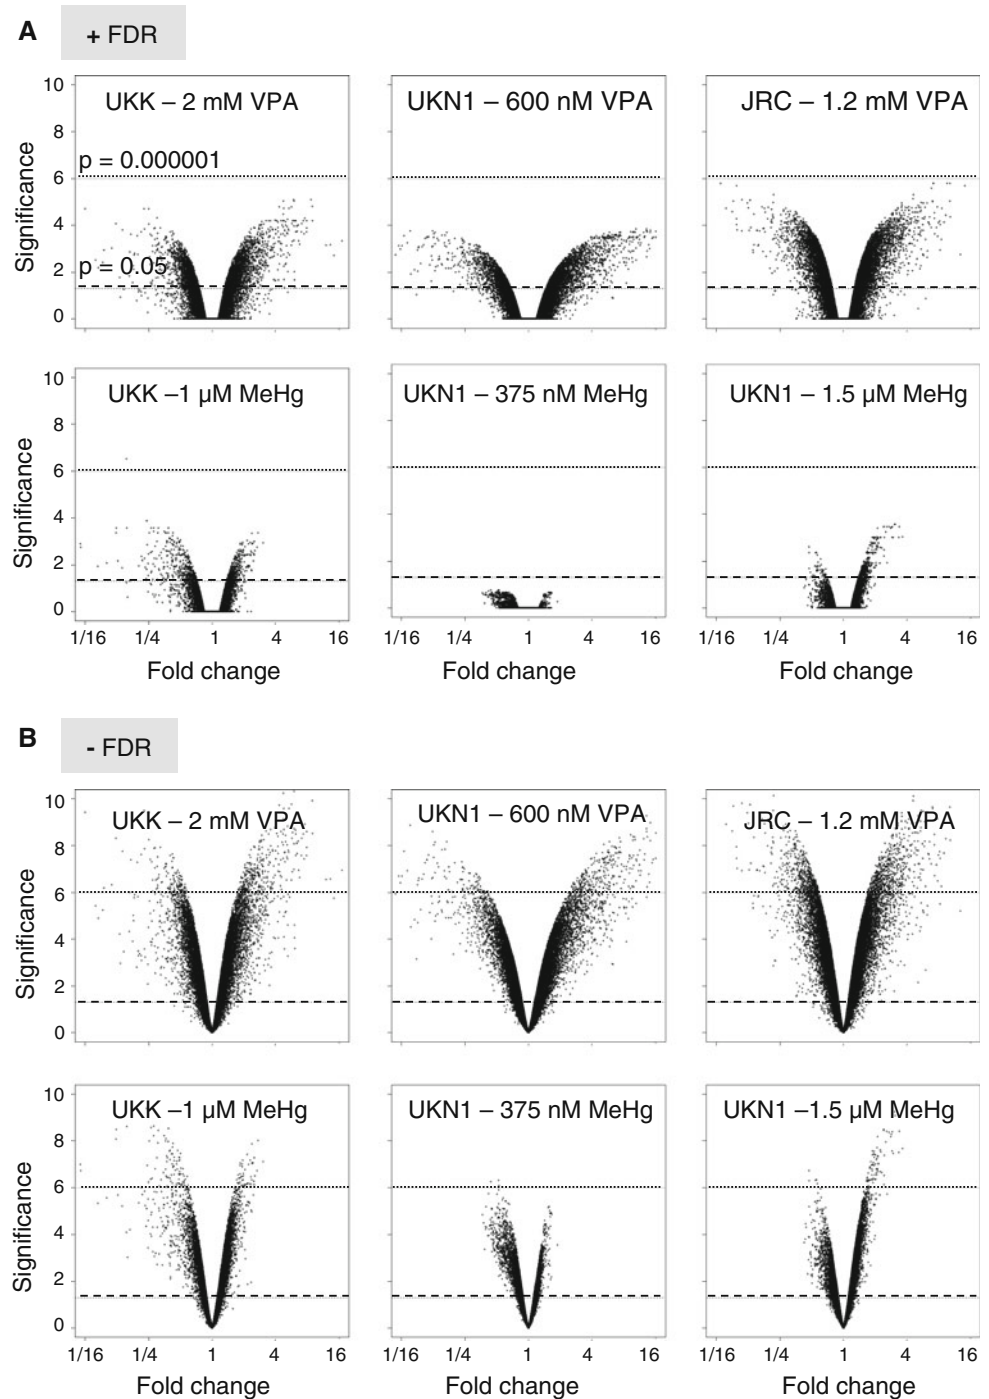 A
+ FDR
UKK – 2 mM VPA
UKN1 – 600 nM VPA
JRC – 1.2 mM VPA
Significance
10
8
6
4
2
0
p = 0.000001
p = 0.05
UKK –1 µM MeHg
UKN1 – 375 nM MeHg
UKN1 – 1.5 µM MeHg
Significance
10
8
6
4
2
0
1/16 1/4 1 4 16
1/16 1/4 1 4 16
1/16 1/4 1 4 16
Fold change
Fold change
Fold change
B
- FDR
UKK – 2 mM VPA
UKN1 – 600 nM VPA
JRC – 1.2 mM VPA
Significance
10
8
6
4
2
0
UKK –1 µM MeHg
UKN1 – 375 nM MeHg
UKN1 –1.5 µM MeHg
Significance
10
8
6
4
2
0
1/16 1/4 1 4 16
1/16 1/4 1 4 16
1/16 1/4 1 4 16
Fold change
Fold change
Fold change